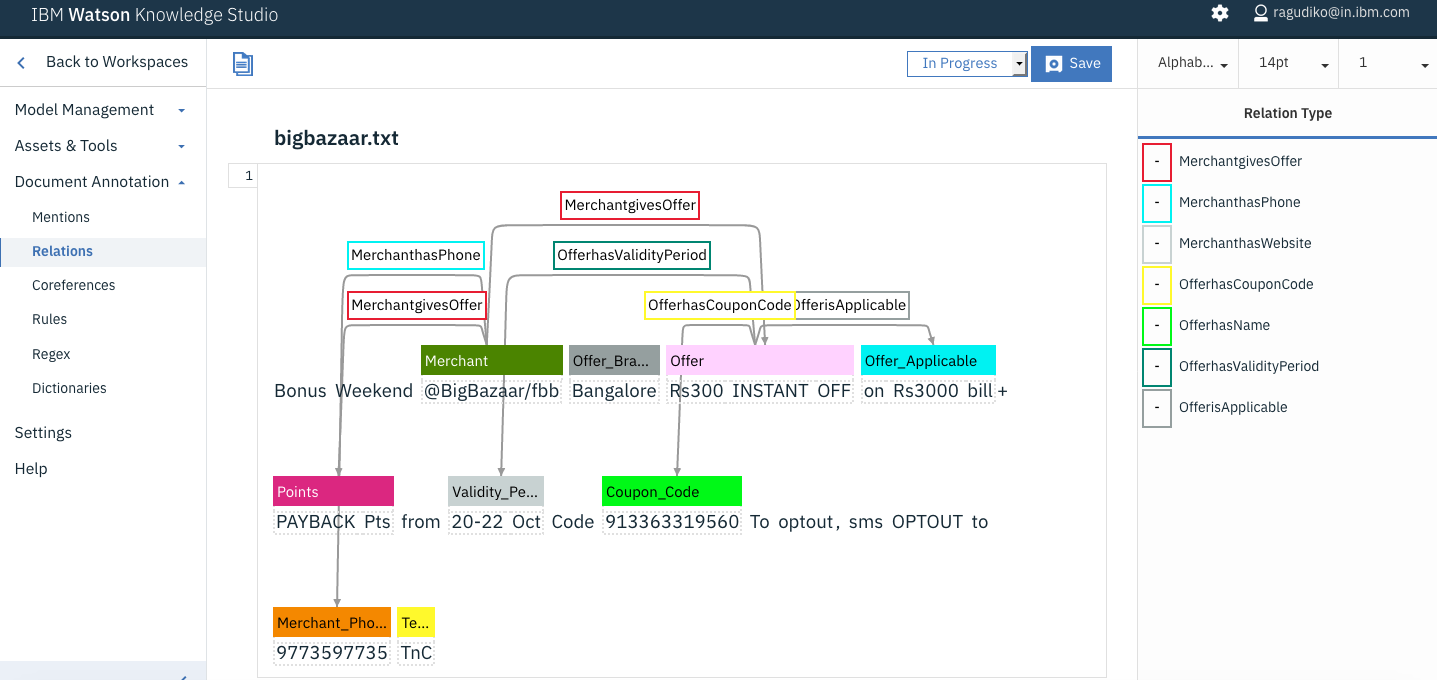 IBM Watson Knowledge Studio
ragudiko@in.ibm.com
Back to Workspaces
In Progress
Save
Alphab...
14pt
1
Model Management
Assets & Tools
Document Annotation
Mentions
Relations
Coreferences
Rules
Regex
Dictionaries
Settings
Help
bigbazaar.txt
1
MerchantgivesOffer
MerchanthasPhone
OfferhasValidityPeriod
MerchantgivesOffer
OfferhasCouponCode
OfferisApplicable
Merchant
Offer_Bra...
Offer
Offer_Applicable
Bonus Weekend @BigBazaar/fbb Bangalore Rs300 INSTANT OFF on Rs3000 bill +
Points
Validity_Pe...
Coupon_Code
PAYBACK Pts from 20-22 Oct Code 913363319560 To optout, sms OPTOUT to
Merchant_Pho...
Te...
9773597735 TnC
Relation Type
- MerchantgivesOffer
- MerchanthasPhone
- MerchanthasWebsite
- OfferhasCouponCode
- OfferhasName
- OfferhasValidityPeriod
- OfferisApplicable